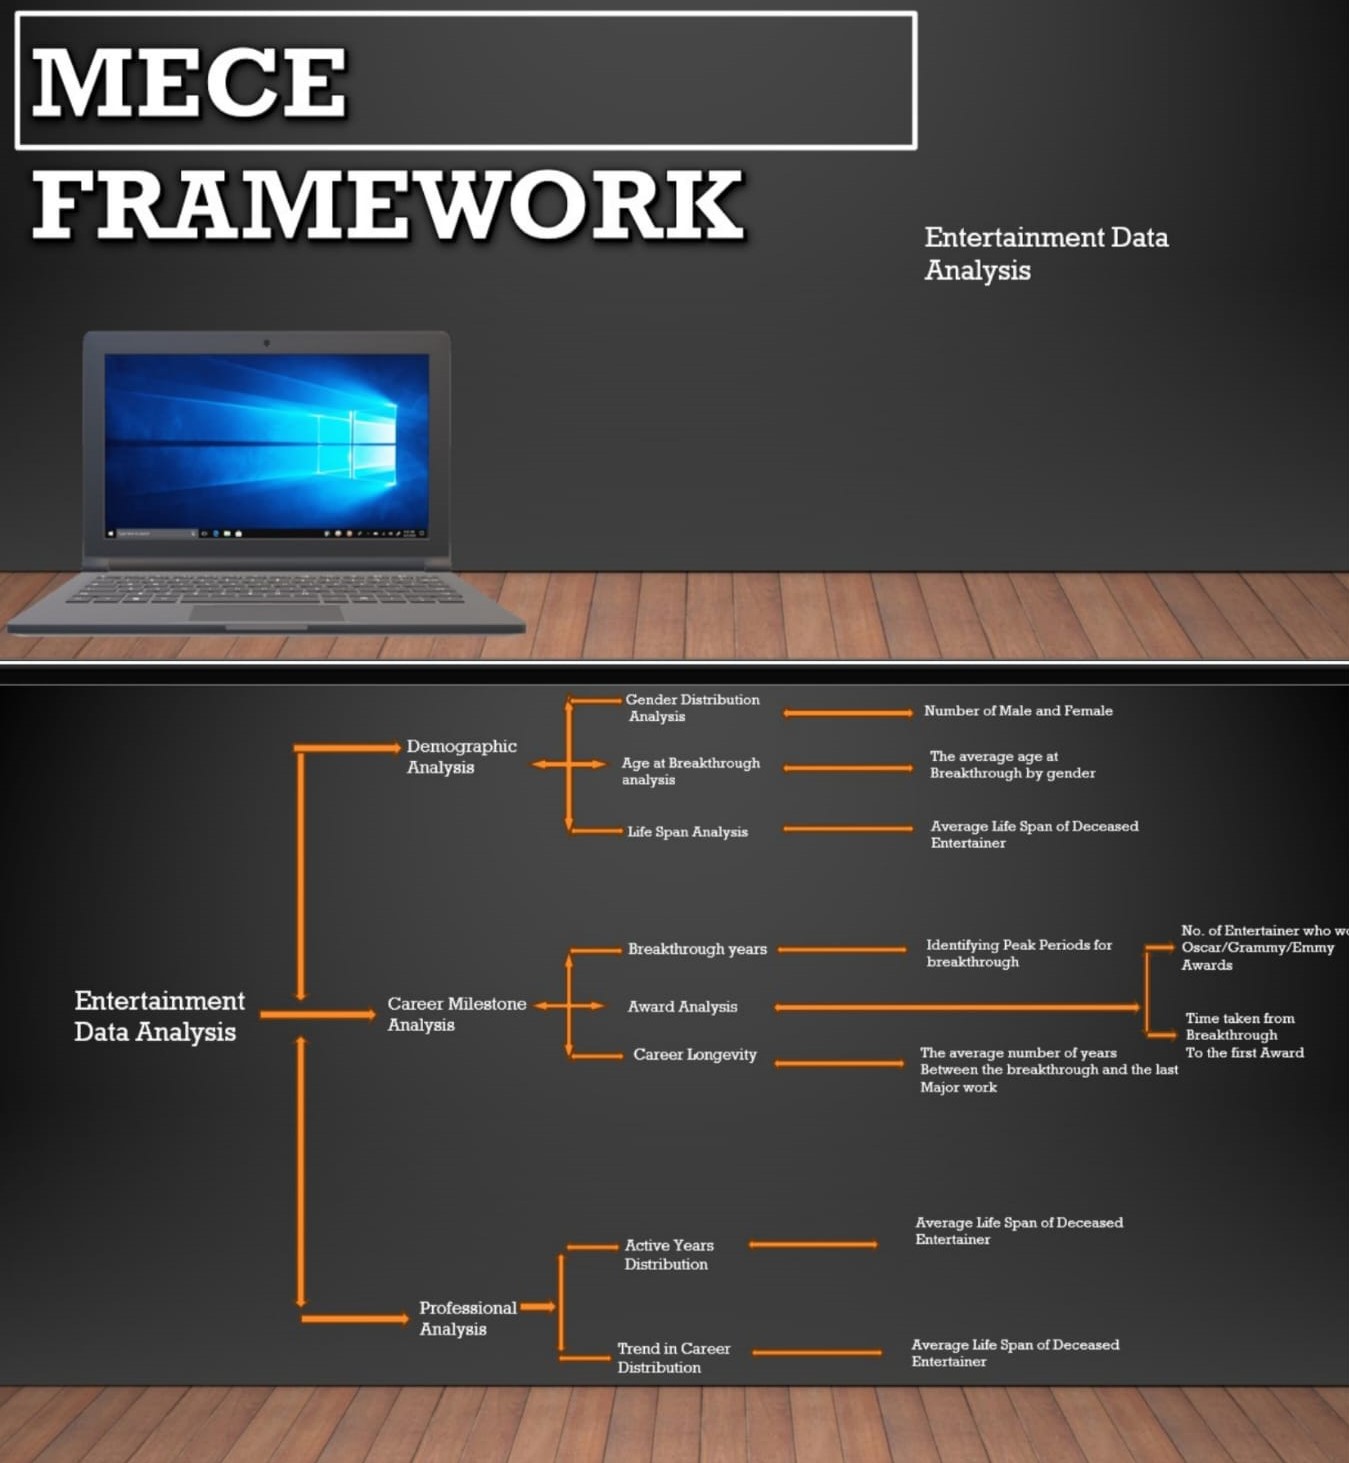 MECE
FRAMEWORK
Entertainment Data
Analysis
Gender Distribution
Analysis
Number of Male and Female
Demographic
Analysis
Age at Breakthrough
analysis
The average age at
Breakthrough by gender
Life Span Analysis
Average Life Span of Deceased
Entertainer
Entertainment
Data Analysis
Career Milestone
Analysis
Breakthrough years
Identifying Peak Periods for
breakthrough
Award Analysis
No. of Entertainer who
Oscar/Grammy/Emmy
Awards
Time taken from
Breakthrough
To the first Award
Career Longevity
The average number of years
Between the breakthrough and the last
Major work
Professional
Analysis
Active Years
Distribution
Average Life Span of Deceased
Entertainer
Trend in Career
Distribution
Average Life Span of Deceased
Entertainer